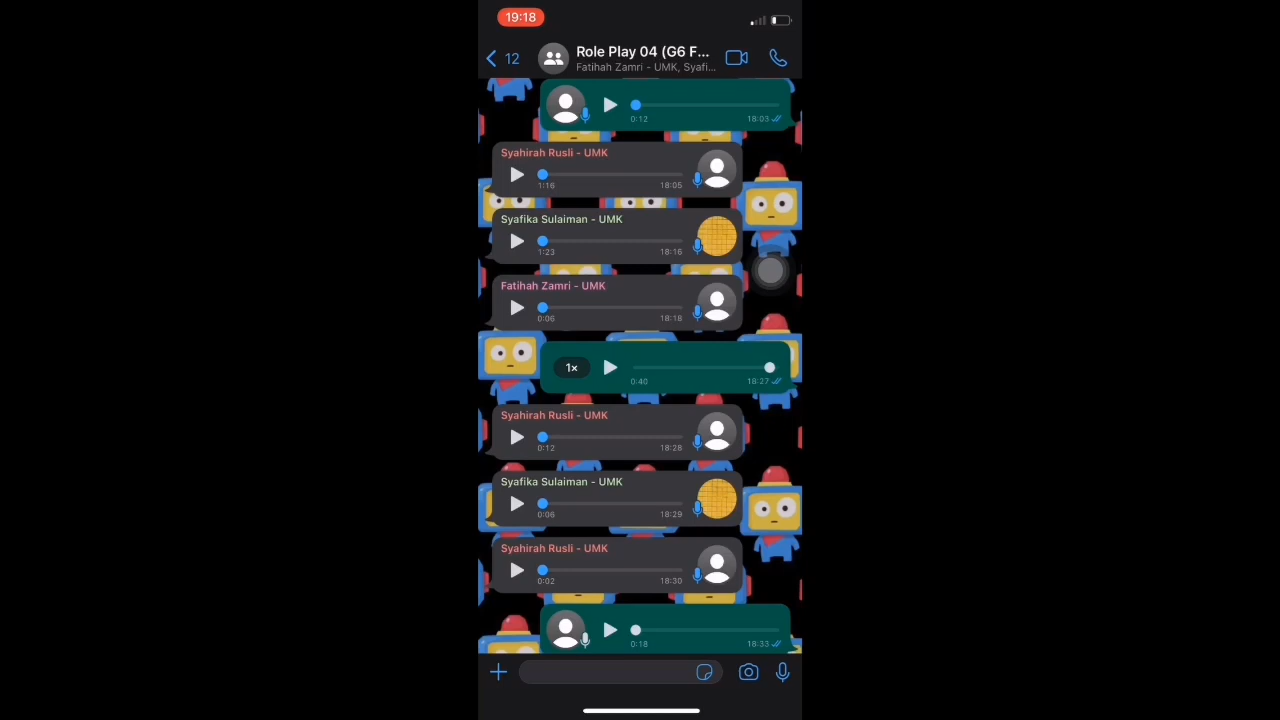 19:18
12
Role Play 04 (G6 F...
Fatihah Zamri - UMK, Syafi...
0:12 18:03
Syahirah Rusli - UMK
1:16 18:05
Syafika Sulaiman - UMK
1:23 18:16
Fatihah Zamri - UMK
0:06 18:18
1×
0:40 18:27
Syahirah Rusli - UMK
0:12 18:28
Syafika Sulaiman - UMK
0:06 18:29
Syahirah Rusli - UMK
0:02 18:30
0:18 18:33